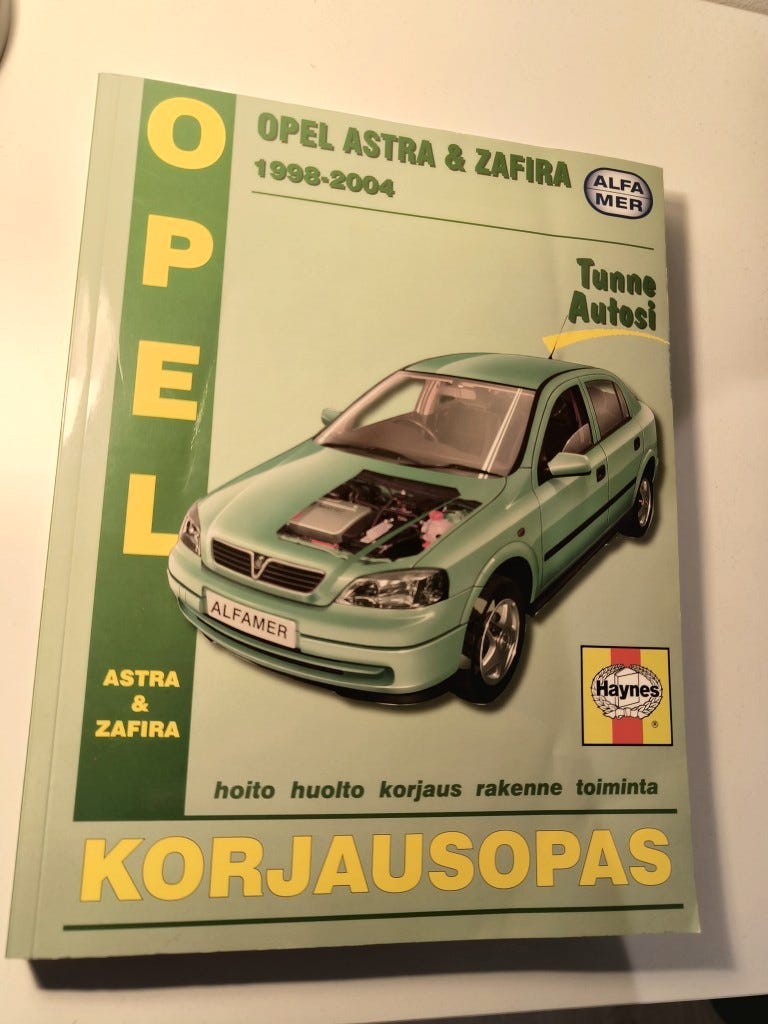 OPEL
OPEL ASTRA & ZAFIRA
1998-2004
ALFA
MER
Tunne
Autosi
ALFAMER
Haynes
®
ASTRA
&
ZAFIRA
hoito huolto korjaus rakenne toiminta
KORJAUSOPAS